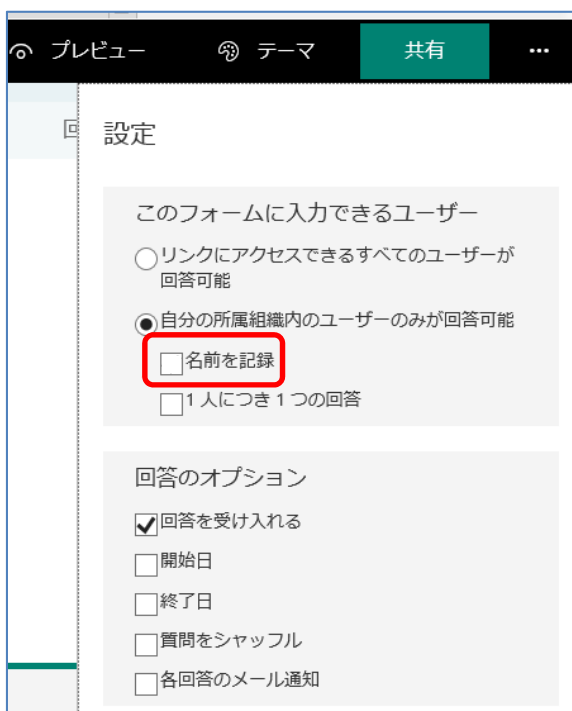 プレビュー テーマ 共有 ...
回
設定
このフォームに入力できるユーザー
リンクにアクセスできるすべてのユーザーが
回答可能
自分の所属組織内のユーザーのみが回答可能
名前を記録
1 人につき 1 つの回答
回答のオプション
回答を受け入れる
開始日
終了日
質問をシャッフル
各回答のメール通知